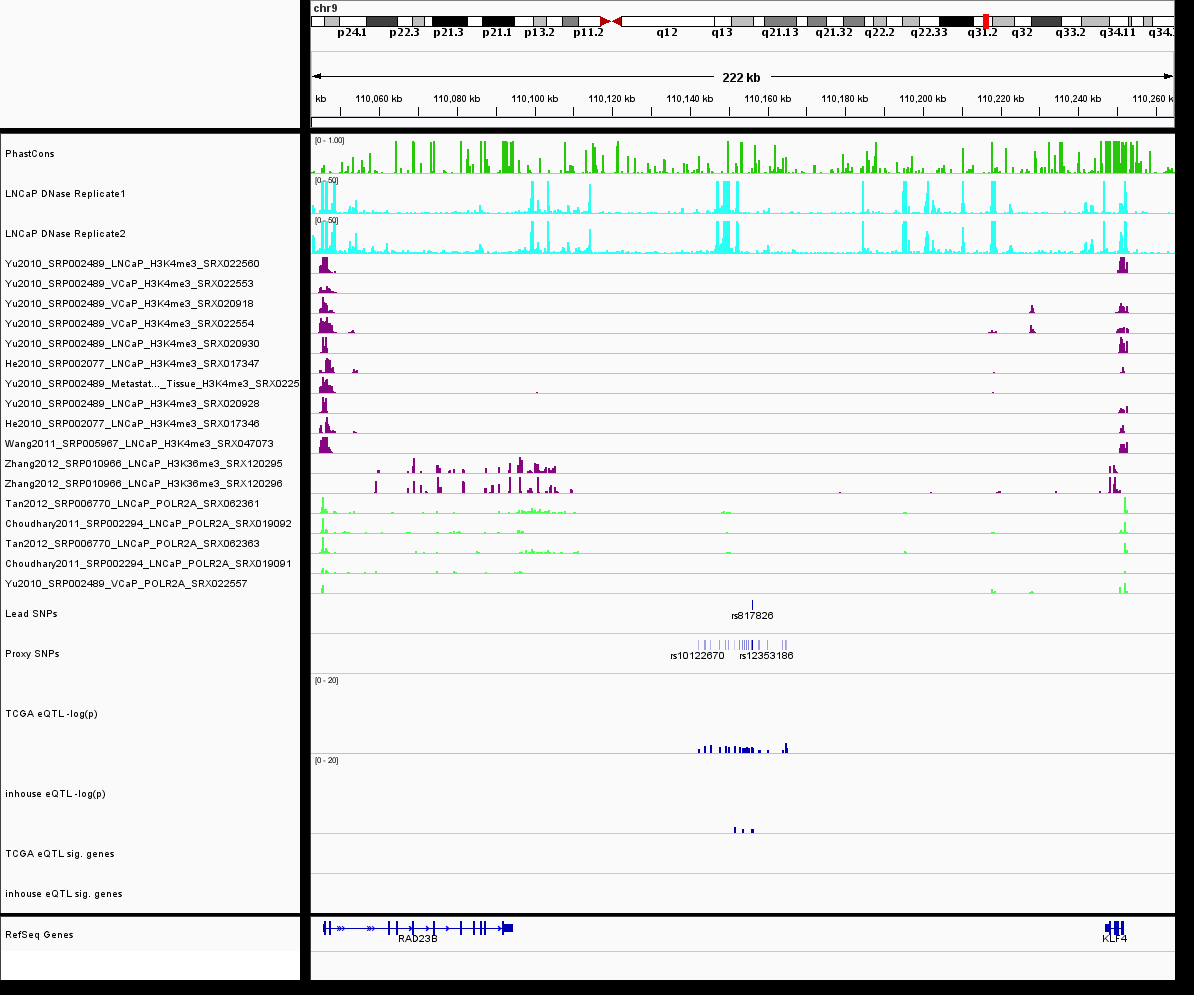 chr9
p24.1 p22.3 p21.3 p21.1 p13.2 p11.2 q12 q13 q21.13 q21.32 q22.2 q22.33 q31.2 q32 q33.2 q34.11 q34.
222 kb
kb 110,060 kb 110,080 kb 110,100 kb 110,120 kb 110,140 kb 110,160 kb 110,180 kb 110,200 kb 110,220 kb 110,240 kb 110,260 k
[0 - 1.00]
PhastCons
[0 - 50]
LNCaP DNase Replicate1
[0 - 50]
LNCaP DNase Replicate2
Yu2010_SRP002489_LNCaP_H3K4me3_SRX022560
Yu2010_SRP002489_VCaP_H3K4me3_SRX022553
Yu2010_SRP002489_VCaP_H3K4me3_SRX020918
Yu2010_SRP002489_VCaP_H3K4me3_SRX022554
Yu2010_SRP002489_LNCaP_H3K4me3_SRX020930
He2010_SRP002077_LNCaP_H3K4me3_SRX017347
Yu2010_SRP002489_Metastat..._Tissue_H3K4me3_SRX0225
Yu2010_SRP002489_LNCaP_H3K4me3_SRX020928
He2010_SRP002077_LNCaP_H3K4me3_SRX017346
Wang2011_SRP005967_LNCaP_H3K4me3_SRX047073
Zhang2012_SRP010966_LNCaP_H3K36me3_SRX120295
Zhang2012_SRP010966_LNCaP_H3K36me3_SRX120296
Tan2012_SRP006770_LNCaP_POLR2A_SRX062361
Choudhary2011_SRP002294_LNCaP_POLR2A_SRX019092
Tan2012_SRP006770_LNCaP_POLR2A_SRX062363
Choudhary2011_SRP002294_LNCaP_POLR2A_SRX019091
Yu2010_SRP002489_VCaP_POLR2A_SRX022557
Lead SNPs
rs817826
Proxy SNPs
rs10122670 rs12353186
[0 - 20]
TCGA eQTL -log(p)
[0 - 20]
inhouse eQTL -log(p)
TCGA eQTL sig. genes
inhouse eQTL sig. genes
RefSeq Genes
RAD23B KLF4